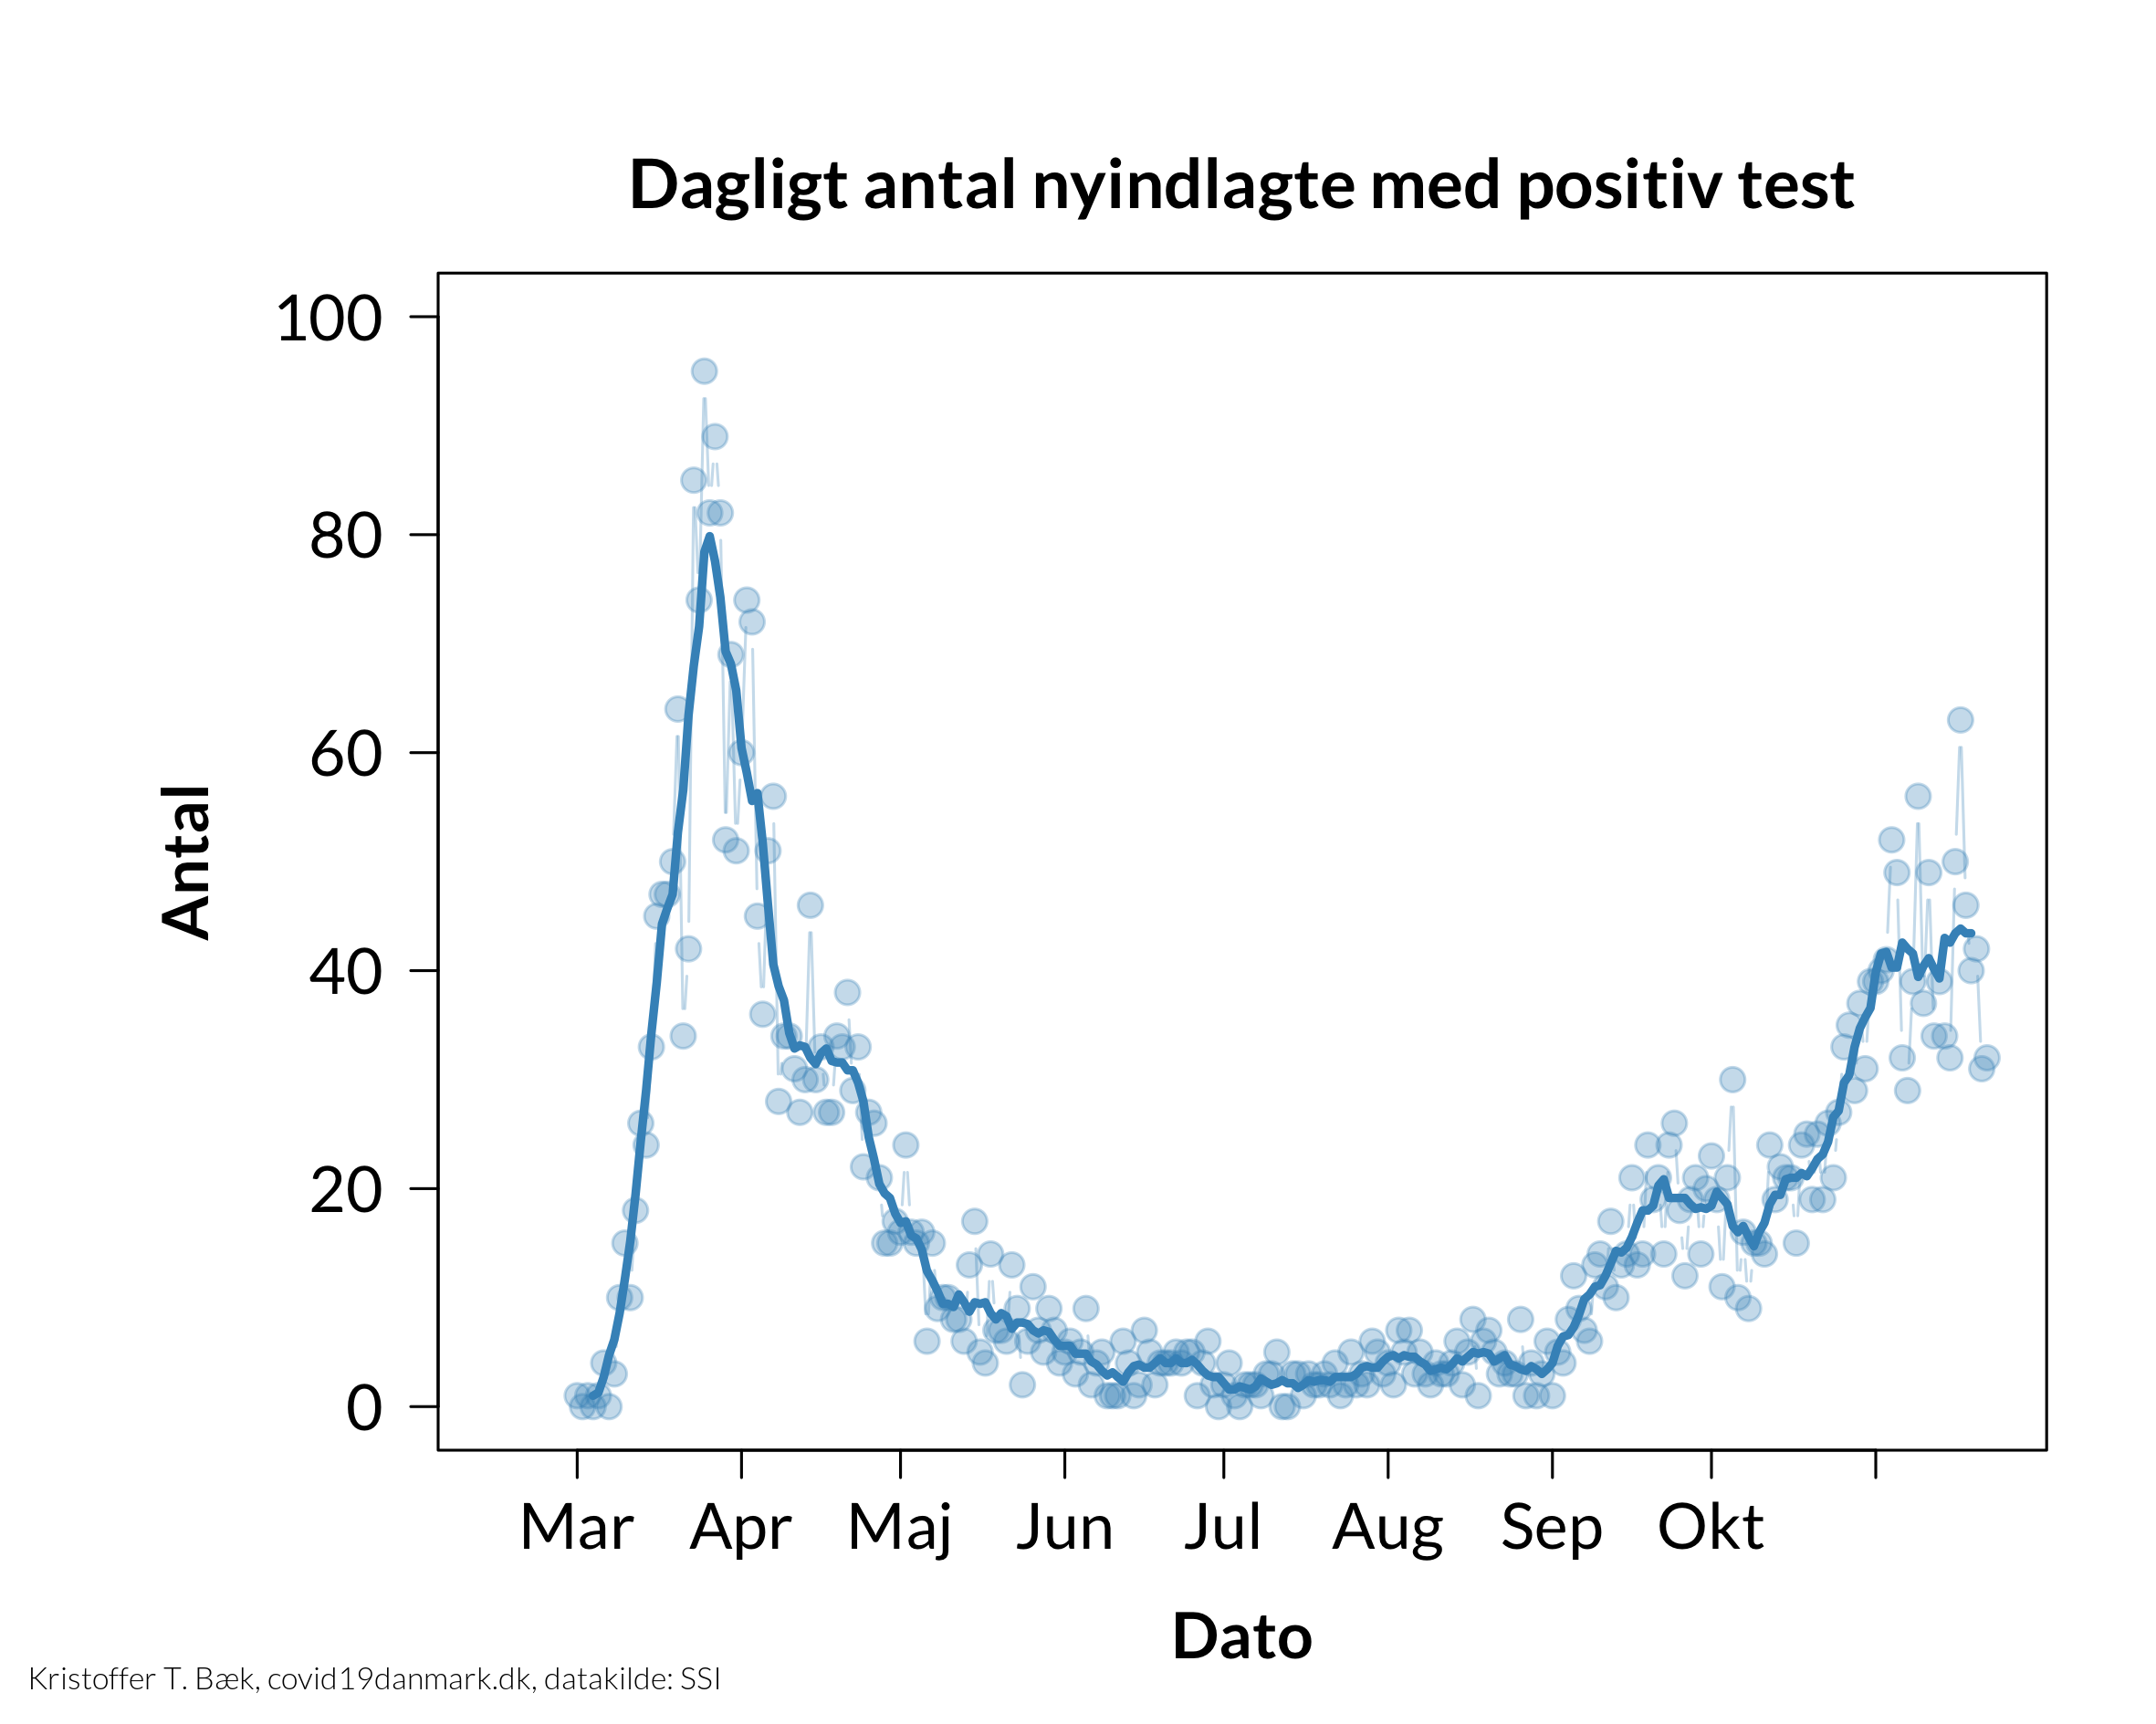 Dagligt antal nyindlagte med positiv test
100
80
60
40
20
0
Antal
Mar Apr Maj Jun Jul Aug Sep Okt
Dato
Kristoffer T. Bæk, covid19danmark.dk, datakilde: SSI